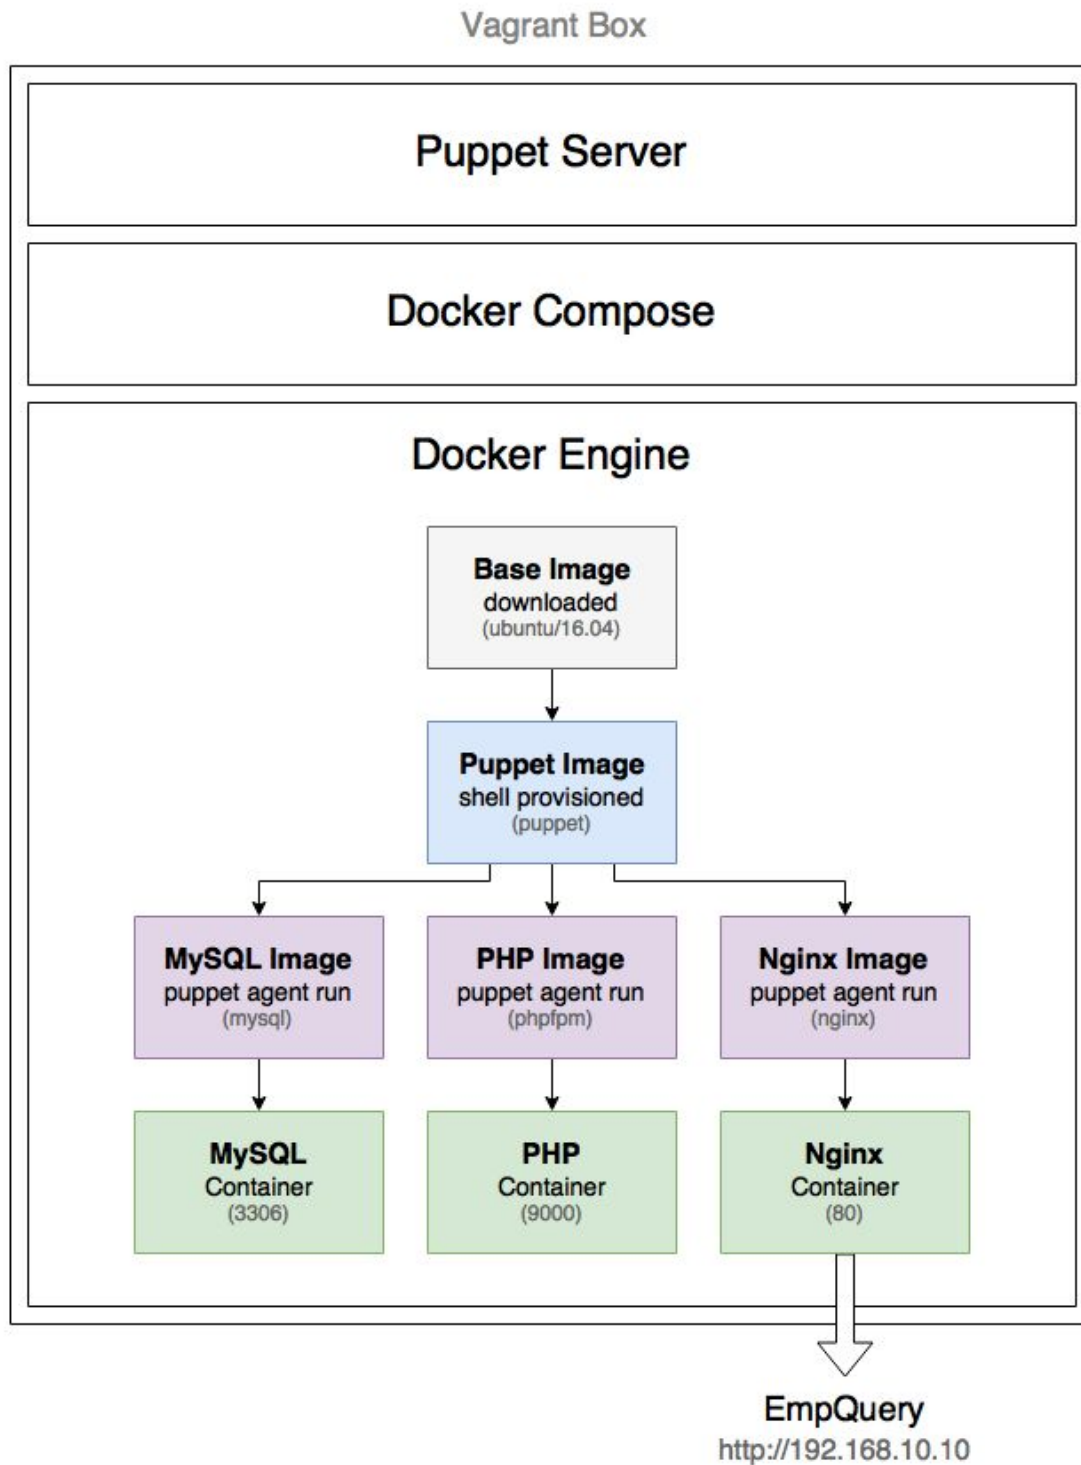 Vagrant Box
Puppet Server
Docker Compose
Docker Engine
Base Image
downloaded
(ubuntu/16.04)
Puppet Image
shell provisioned
(puppet)
MySQL Image
puppet agent run
(mysql)
PHP Image
puppet agent run
(phpfpm)
Nginx Image
puppet agent run
(nginx)
MySQL
Container
(3306)
PHP
Container
(9000)
Nginx
Container
(80)
EmpQuery
http://192.168.10.10